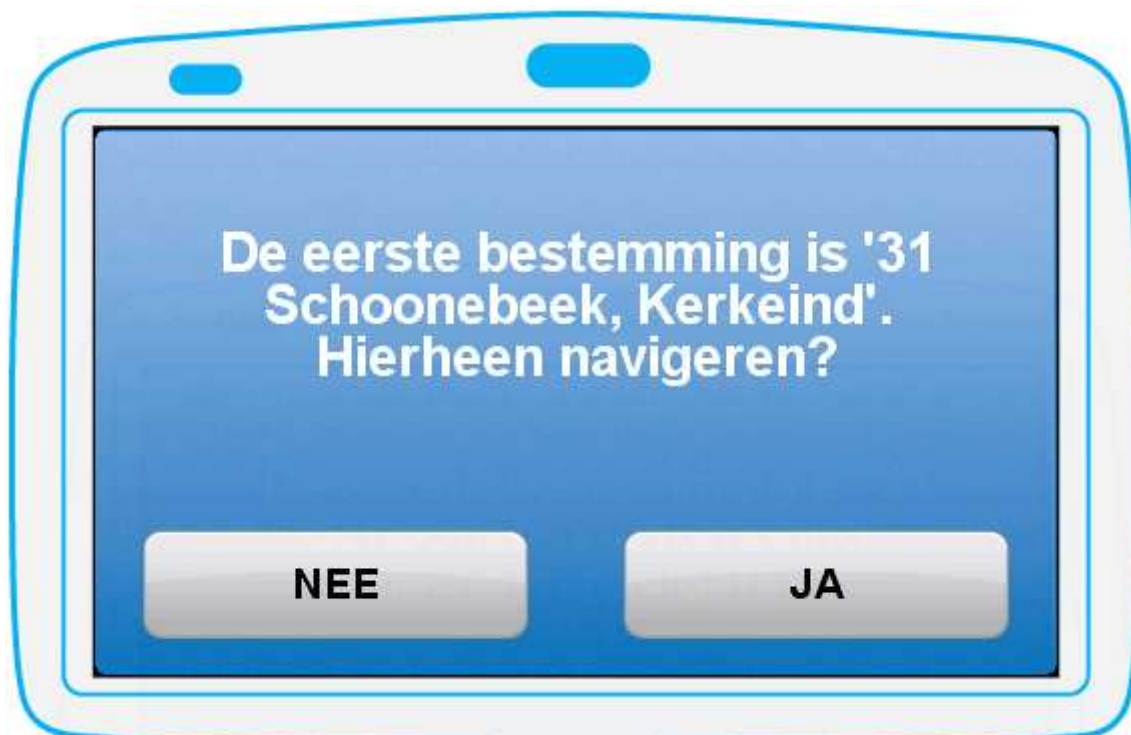 De eerste bestemming is '31
Schoonebeek, Kerkeind'.
Hierheen navigeren?
NEE JA